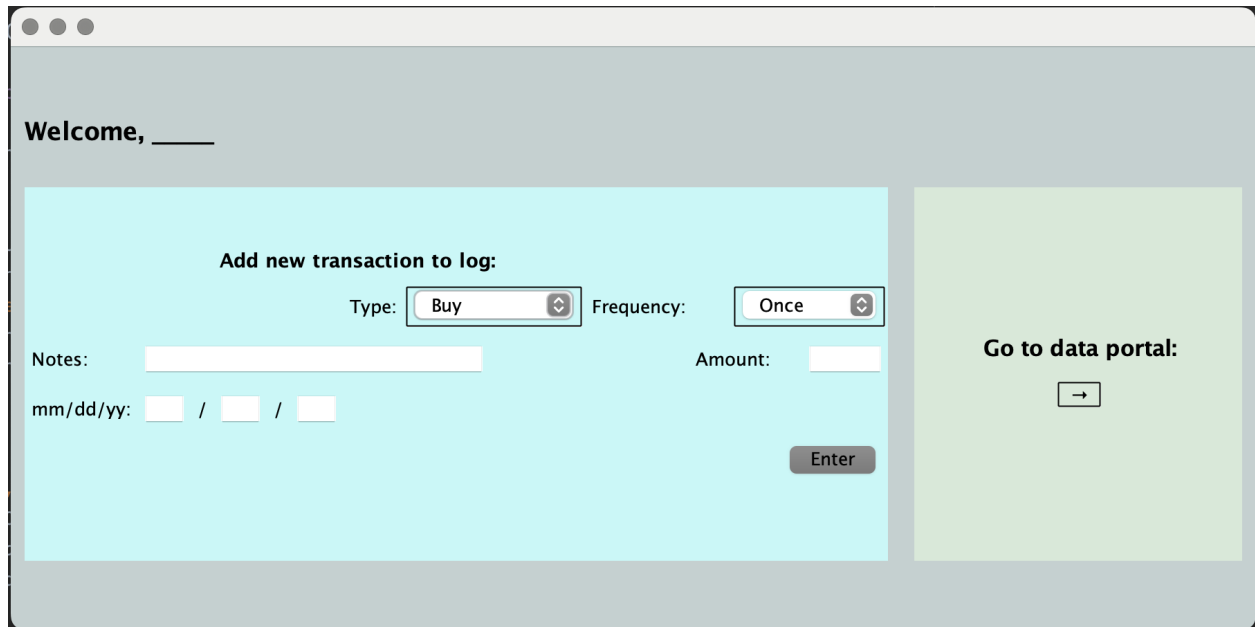 Welcome, _____
Add new transaction to log:
Type: Buy Frequency: Once
Notes: Amount:
mm/dd/yy: / /
Enter
Go to data portal:
→